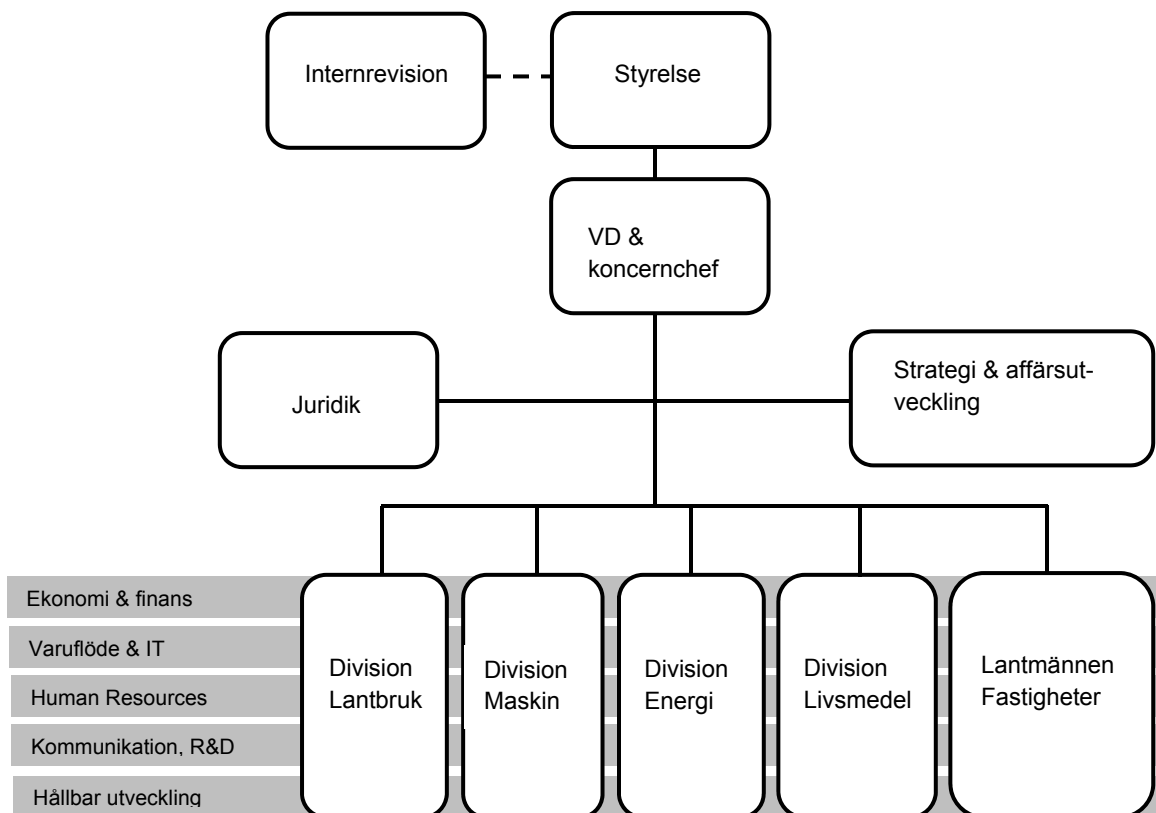 Internrevision
Styrelse
VD &
koncernchef
Juridik
Strategi & affärsut-
veckling
Ekonomi & finans
Varuflöde & IT
Human Resources
Kommunikation, R&D
Hållbar utveckling
Division
Lantbruk
Division
Maskin
Division
Energi
Division
Livsmedel
Lantmännen
Fastigheter